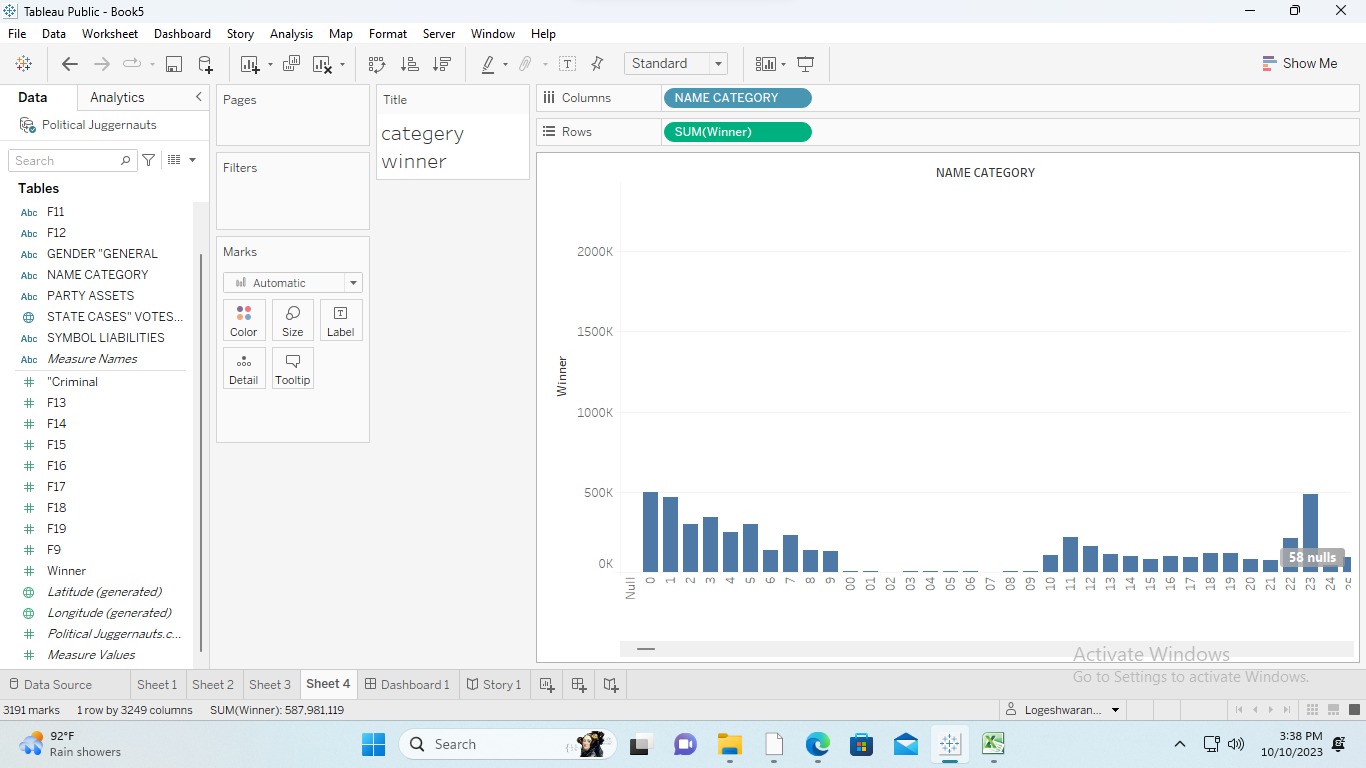 Tableau Public - Book5
File Data Worksheet Dashboard Story Analysis Map Format Server Window Help
Standard
Show Me
Data Analytics
Political Juggernauts
Search
Tables
Abc F11
Abc F12
Abc GENDER "GENERAL
Abc NAME CATEGORY
Abc PARTY ASSETS
STATE CASES" VOTES...
Abc SYMBOL LIABILITIES
Abc Measure Names
# "Criminal
# F13
# F14
# F15
# F16
# F17
# F18
# F19
# F9
# Winner
Latitude (generated)
Longitude (generated)
# Political Juggernauts.c...
# Measure Values
Pages
Filters
Marks
Automatic
Color Size Label
Detail Tooltip
Title
categery
winner
Columns NAME CATEGORY
Rows SUM(Winner)
NAME CATEGORY
Winner
2000K
1500K
1000K
500K
0K
58 nulls
Null 0 1 2 3 4 5 6 7 8 9 00 01 02 03 04 05 06 07 08 09 10 11 12 13 14 15 16 17 18 19 20 21 22 23 24 25
Activate Windows
Go to Settings to activate Windows.
Data Source Sheet 1 Sheet 2 Sheet 3 Sheet 4 Dashboard 1 Story 1
3191 marks 1 row by 3249 columns SUM(Winner): 587,981,119
Logeshwaran...
92°F
Rain showers
Search
3:38 PM
10/10/2023